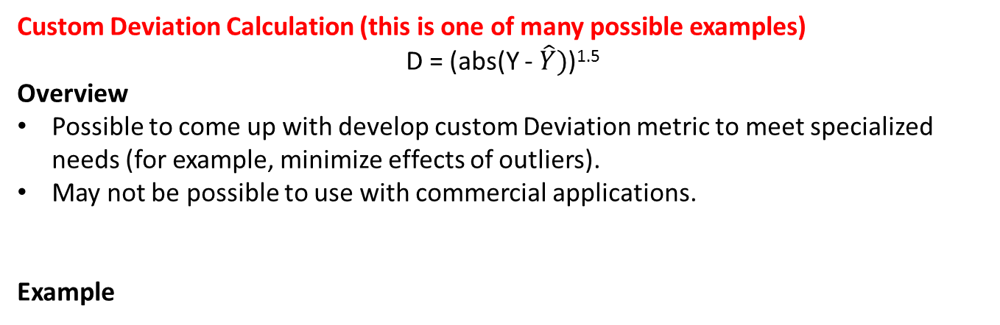 Custom Deviation Calculation (this is one of many possible examples)
D = (abs(Y - Ŷ))^1.5
Overview
• Possible to come up with develop custom Deviation metric to meet specialized
needs (for example, minimize effects of outliers).
• May not be possible to use with commercial applications.
Example